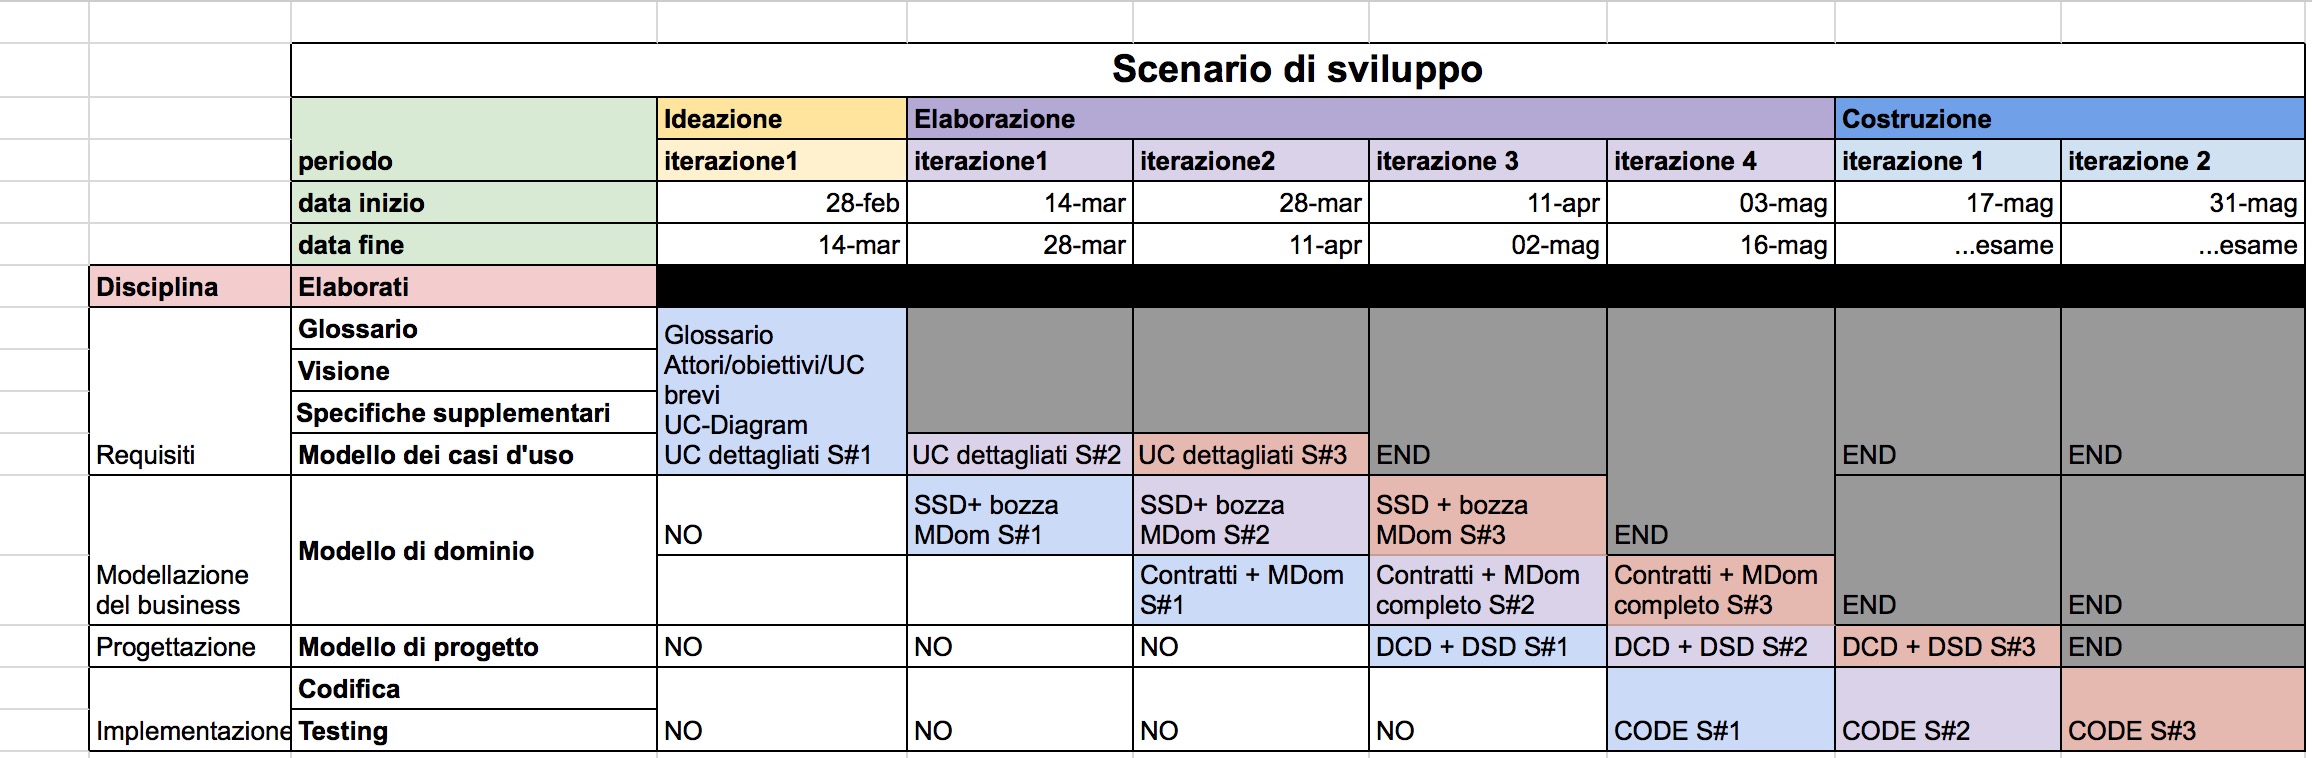 Scenario di sviluppo
Ideazione Elaborazione Costruzione
periodo iterazione1 iterazione1 iterazione2 iterazione 3 iterazione 4 iterazione 1 iterazione 2
data inizio 28-feb 14-mar 28-mar 11-apr 03-mag 17-mag 31-mag
data fine 14-mar 28-mar 11-apr 02-mag 16-mag ...esame ...esame
Disciplina Elaborati
Glossario
Visione
Specifiche supplementari
Requisiti Modello dei casi d'uso
Glossario
Attori/obiettivi/UC
brevi
UC-Diagram
UC dettagliati S#1
UC dettagliati S#2 UC dettagliati S#3 END END END
Modellazione
del business
Modello di dominio
NO
SSD+ bozza
MDom S#1
SSD+ bozza
MDom S#2
SSD + bozza
MDom S#3
END
Contratti + MDom
S#1
Contratti + MDom
completo S#2
Contratti + MDom
completo S#3
END END
Progettazione Modello di progetto NO NO NO DCD + DSD S#1 DCD + DSD S#2 DCD + DSD S#3 END
Codifica
Implementazione Testing NO NO NO NO CODE S#1 CODE S#2 CODE S#3